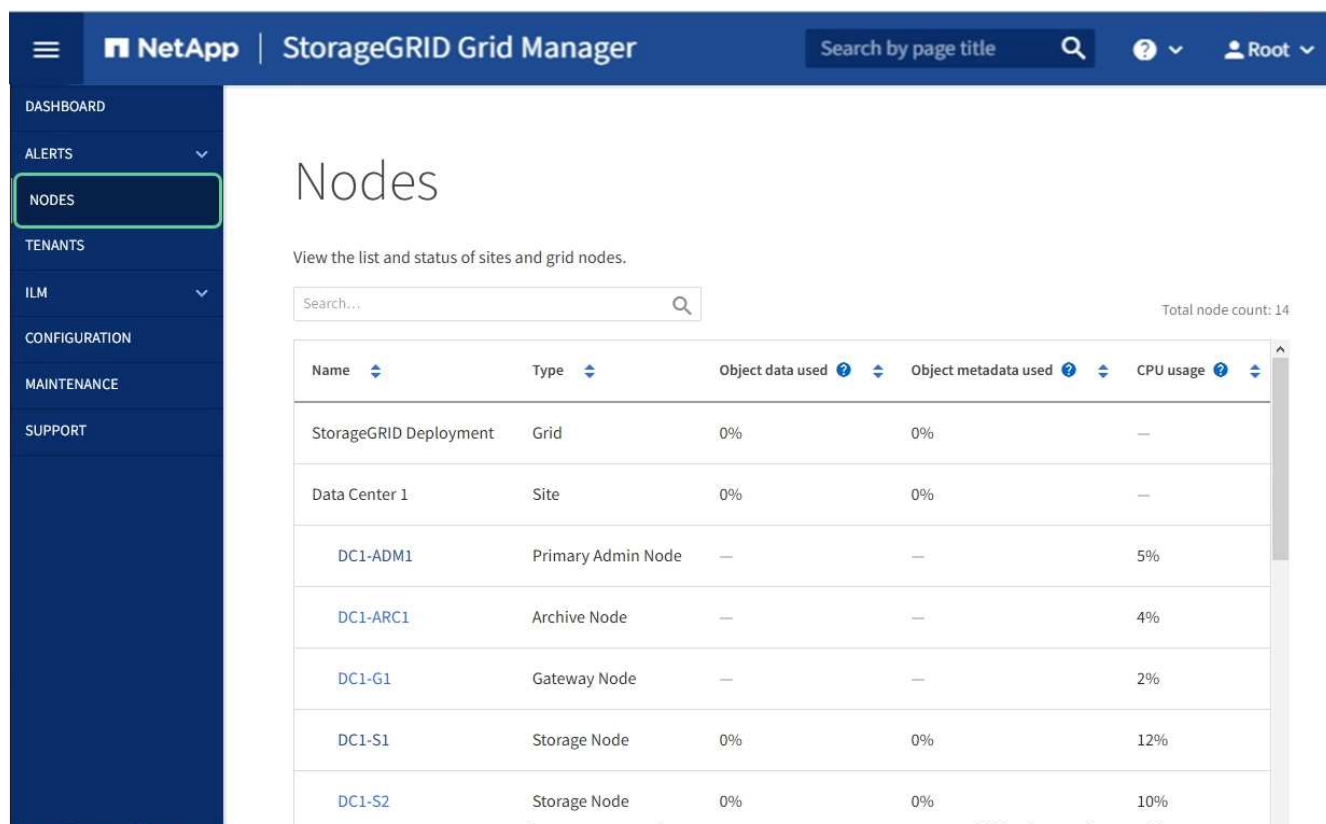 NetApp | StorageGRID Grid Manager Search by page title Root
DASHBOARD
ALERTS
NODES
TENANTS
ILM
CONFIGURATION
MAINTENANCE
SUPPORT
Nodes
View the list and status of sites and grid nodes.
Search...
Total node count: 14
Name Type Object data used ? Object metadata used ? CPU usage ?
StorageGRID Deployment Grid 0% 0% —
Data Center 1 Site 0% 0% —
DC1-ADM1 Primary Admin Node — — 5%
DC1-ARC1 Archive Node — — 4%
DC1-G1 Gateway Node — — 2%
DC1-S1 Storage Node 0% 0% 12%
DC1-S2 Storage Node 0% 0% 10%